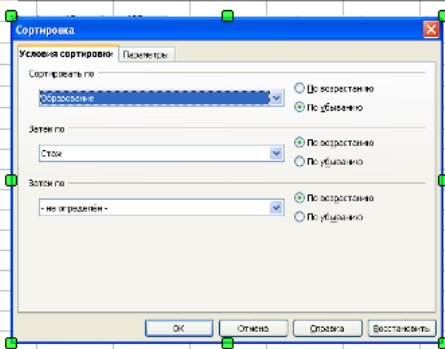 Сортировка
Условия сортировки Параметры
Сортировать по
Образование
По возрастанию
По убыванию
Затем по
Стаж
По возрастанию
По убыванию
Затем по
- не определён -
По возрастанию
По убыванию
ОК Отмена Справка Восстановить